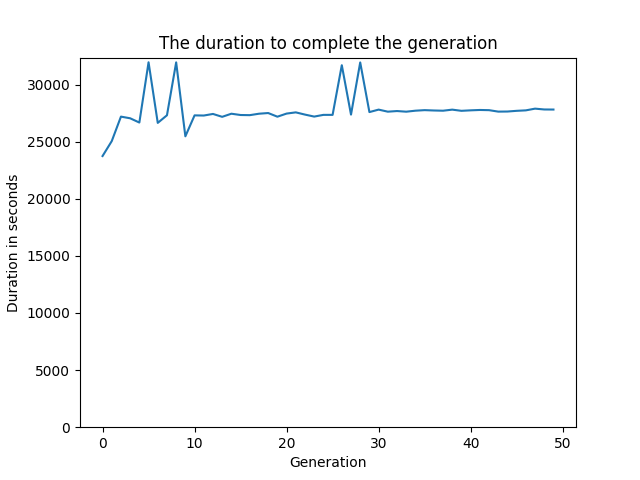 The duration to complete the generation
30000
25000
20000
15000
10000
5000
0
Duration in seconds
0 10 20 30 40 50
Generation